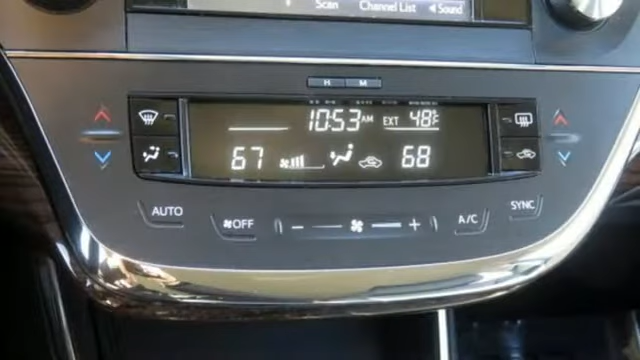 Scan Channel List Sound
H M
10:53 AM EXT 48°F
67 68
AUTO OFF - + A/C SYNC